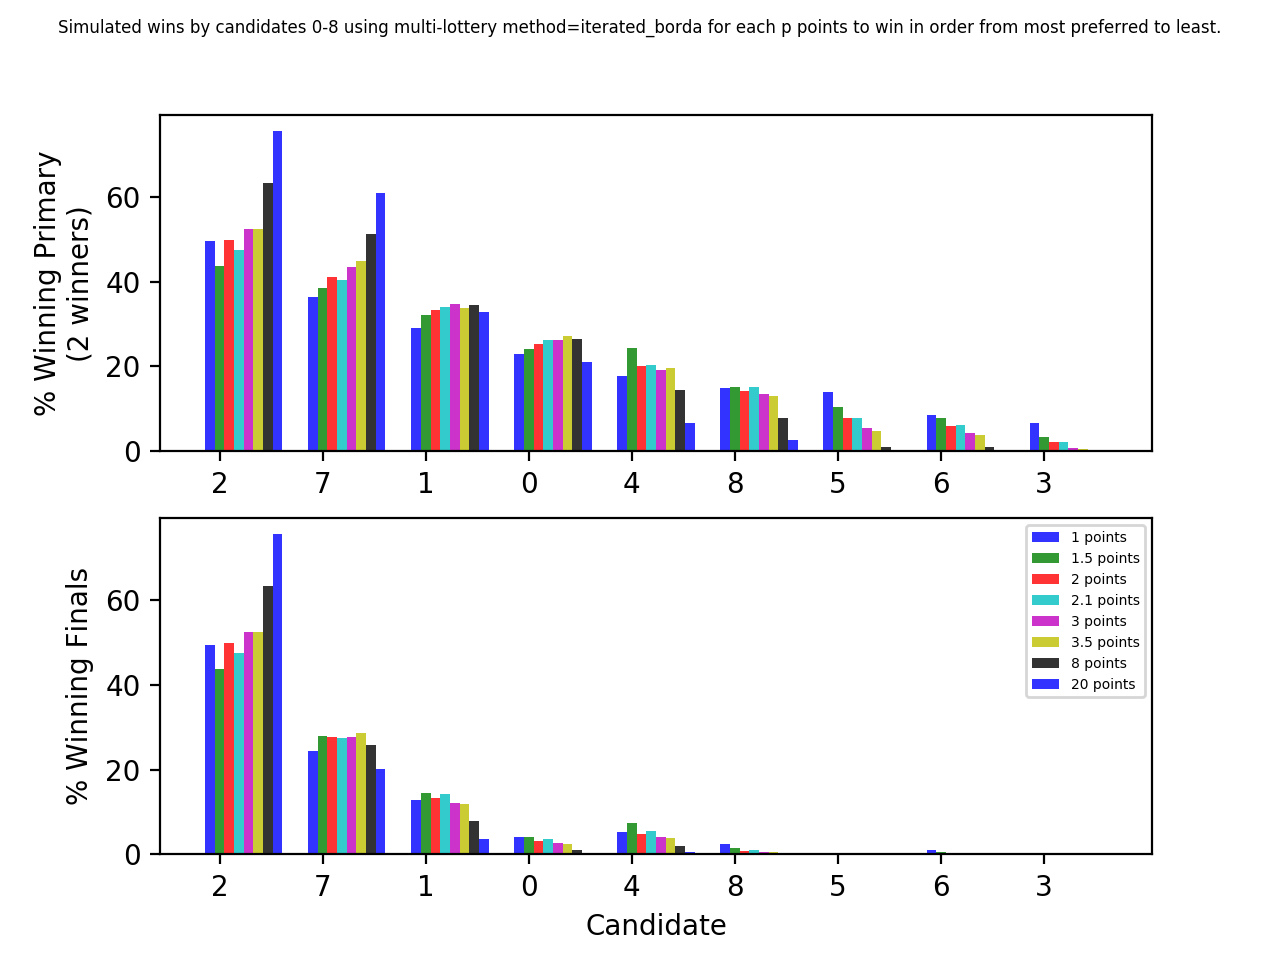 Simulated wins by candidates 0-8 using multi-lottery method=iterated_borda for each p points to win in order from most preferred to least.
% Winning Primary
(2 winners)
60
40
20
0
2 7 1 0 4 8 5 6 3
% Winning Finals
60
40
20
0
1 points
1.5 points
2 points
2.1 points
3 points
3.5 points
8 points
20 points
2 7 1 0 4 8 5 6 3
Candidate